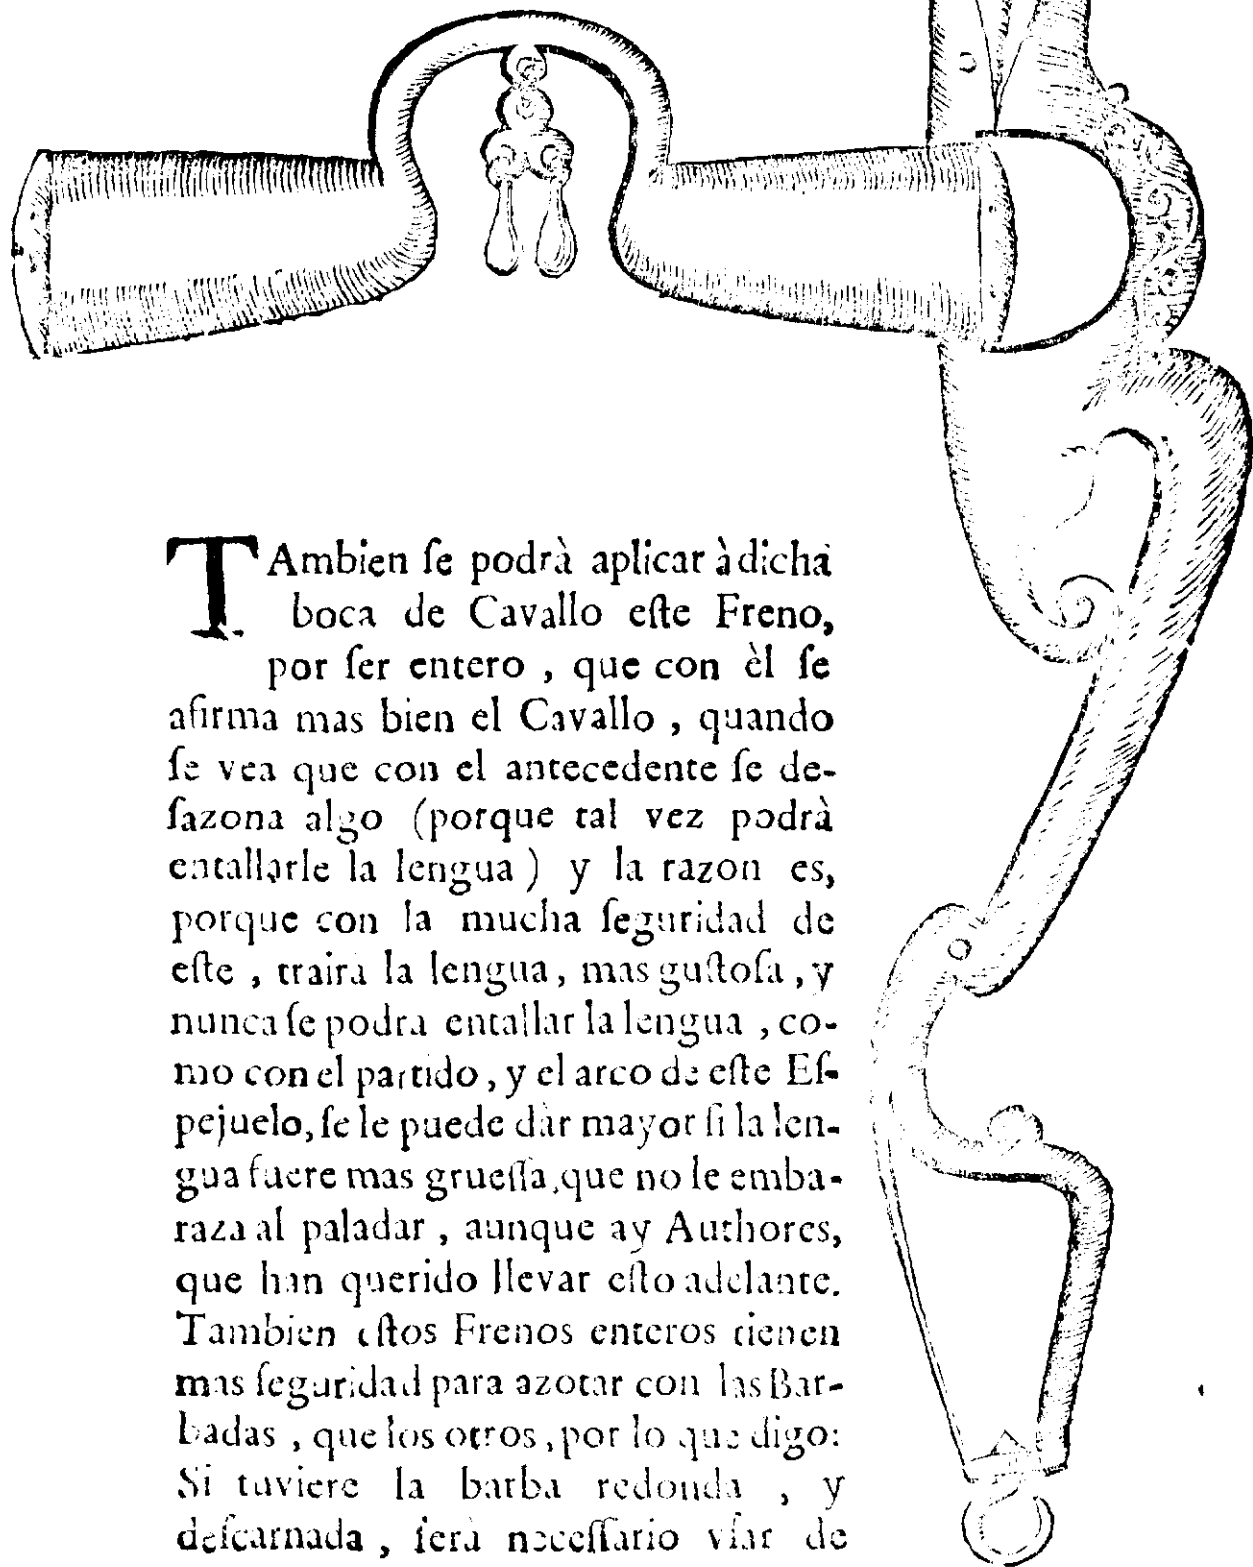 TAmbien ſe podrà aplicar à dicha
boca de Cavallo eſte Freno,
por ſer entero , que con èl ſe
afirma mas bien el Cavallo , quando
ſe vea que con el antecedente ſe de-
ſazona algo (porque tal vez podrà
entallarle la lengua ) y la razon es,
porque con la mucha ſeguridad de
eſte , traira la lengua , mas guſtoſa , y
nunca ſe podra entallar la lengua , co-
mo con el partido , y el arco de eſte Eſ-
pejuelo, ſe le puede dàr mayor ſi la len-
gua fuere mas grueſſa, que no le emba-
raza al paladar , aunque ay Authores,
que han querido llevar eſto adelante.
Tambien eſtos Frenos enteros tienen
mas ſeguridad para azotar con las Bar-
badas , que los otros , por lo que digo:
Si tuviere la barba redonda , y
deſcarnada , ſerà neceſſario vſar de